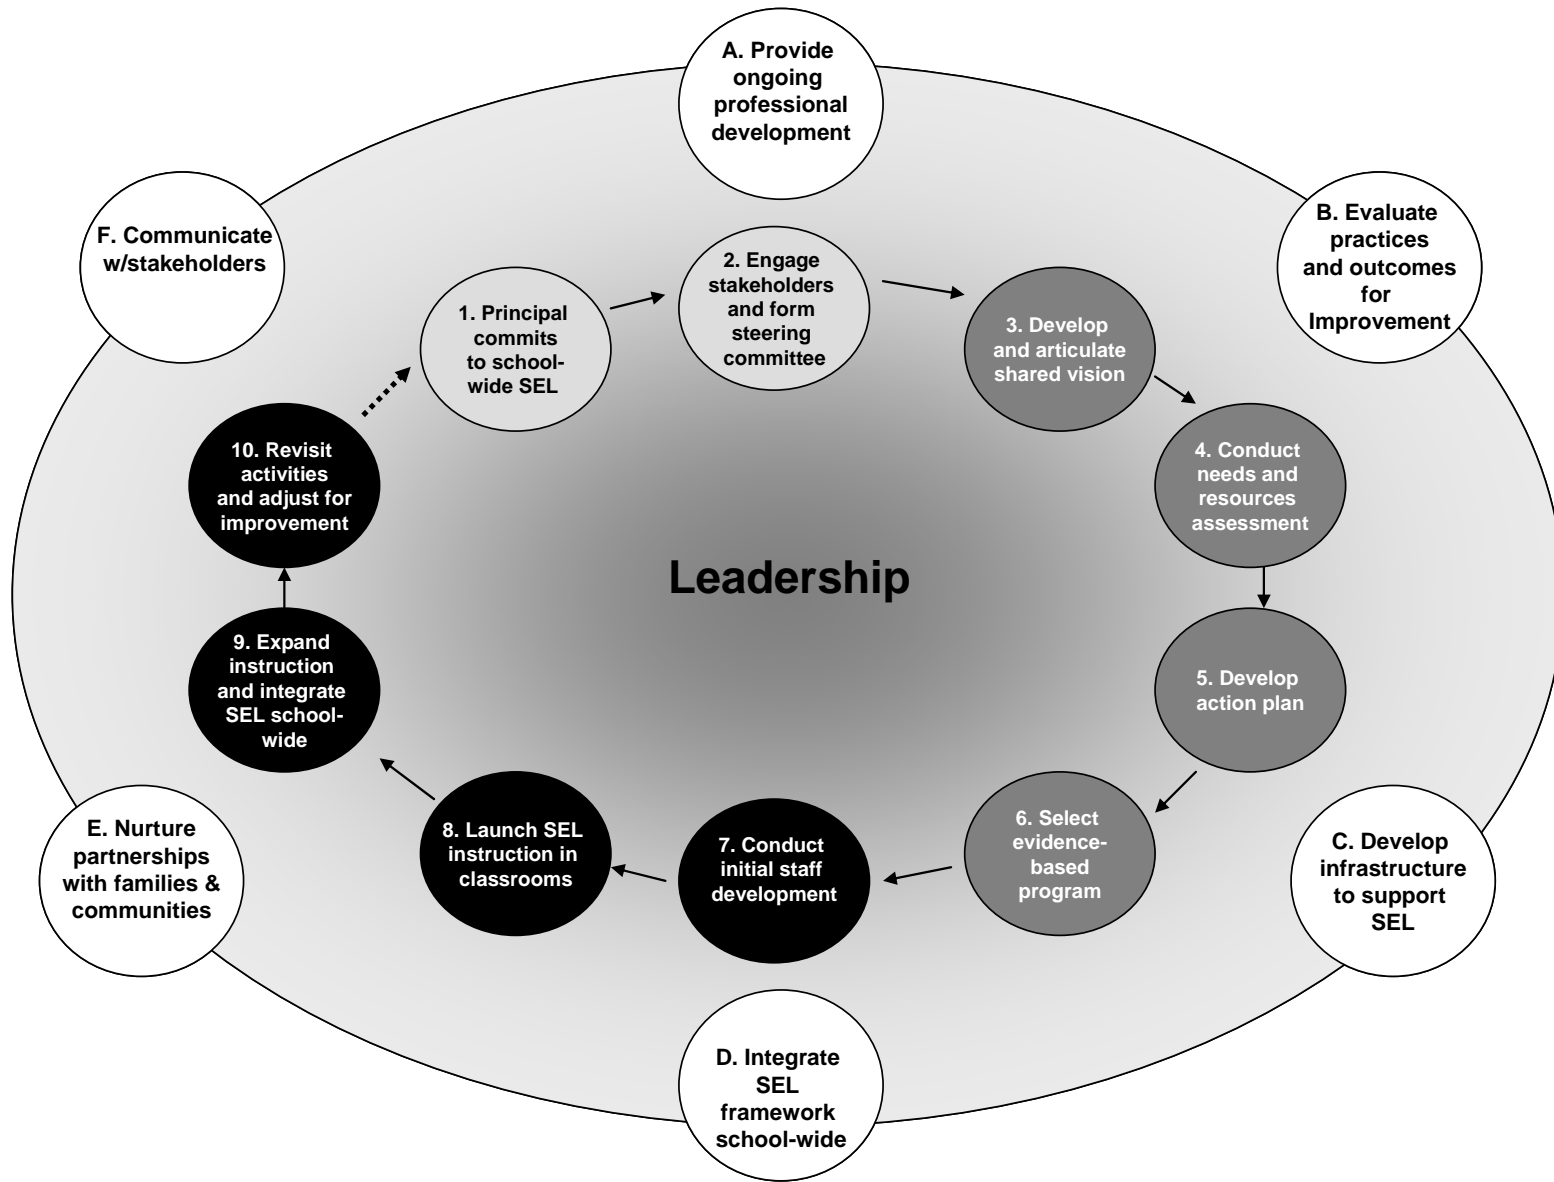 A. Provide
ongoing
professional
development
B. Evaluate
practices
and outcomes
for
Improvement
C. Develop
infrastructure
to support
SEL
D. Integrate
SEL
framework
school-wide
E. Nurture
partnerships
with families &
communities
F. Communicate
w/stakeholders
1. Principal
commits
to school-
wide SEL
2. Engage
stakeholders
and form
steering
committee
3. Develop
and articulate
shared vision
4. Conduct
needs and
resources
assessment
5. Develop
action plan
6. Select
evidence-
based
program
7. Conduct
initial staff
development
8. Launch SEL
instruction in
classrooms
9. Expand
instruction
and integrate
SEL school-
wide
10. Revisit
activities
and adjust for
improvement
Leadership